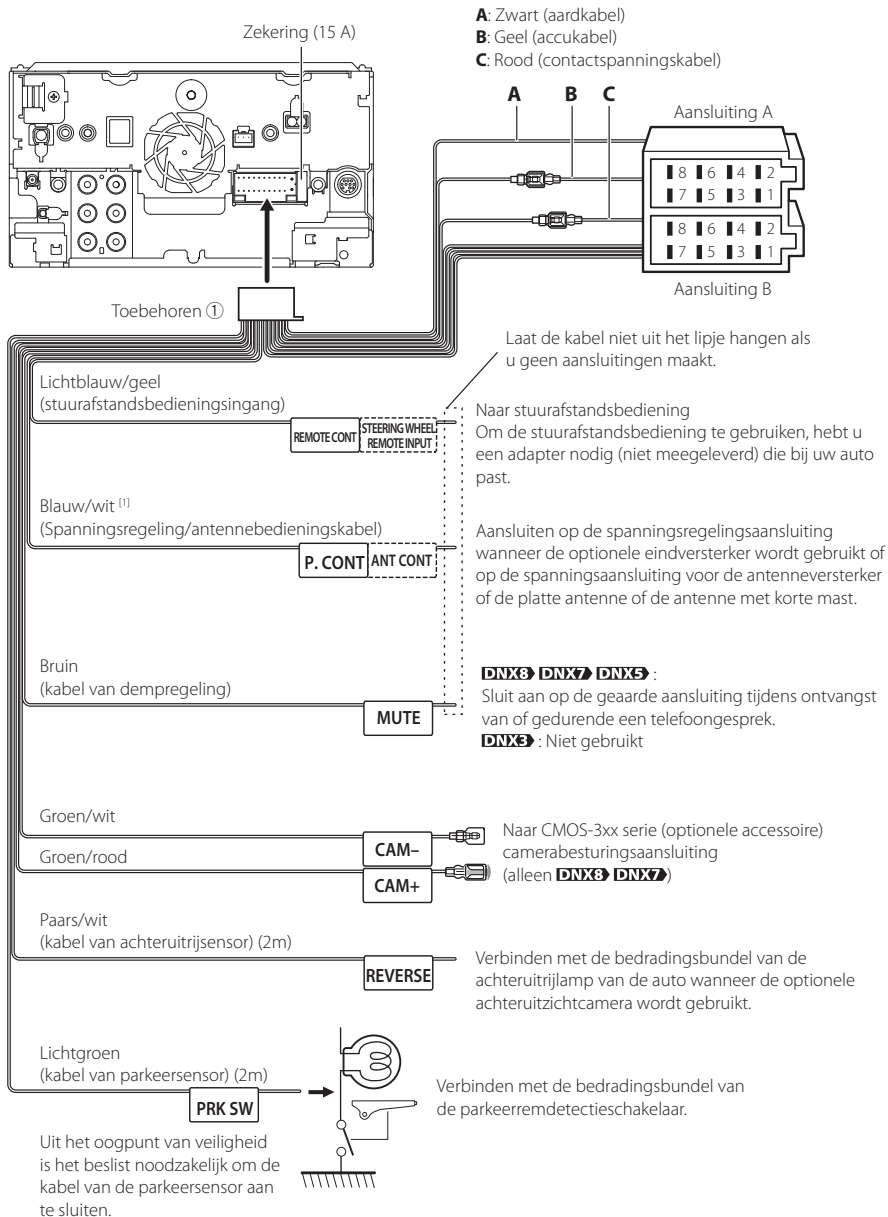 Zekering (15 A)
A: Zwart (aardkabel)
B: Geel (accukabel)
C: Rood (contactspanningskabel)
A B C
Aansluiting A
8 6 4 2
7 5 3 1
8 6 4 2
7 5 3 1
Aansluiting B
Toebehoren ①
Laat de kabel niet uit het lipje hangen als
u geen aansluitingen maakt.
Lichtblauw/geel
(stuurafstandsbedieningsingang)
REMOTE CONT
STEERING WHEEL
REMOTE INPUT
Naar stuurafstandsbediening
Om de stuurafstandsbediening te gebruiken, hebt u
een adapter nodig (niet meegeleverd) die bij uw auto
past.
Blauw/wit [1]
(Spanningsregeling/antennebedieningskabel)
P. CONT
ANT CONT
Aansluiten op de spanningsregelingsaansluiting
wanneer de optionele eindversterker wordt gebruikt of
op de spanningsaansluiting voor de antenneversterker
of de platte antenne of de antenne met korte mast.
Bruin
(kabel van dempregeling)
MUTE
DNX8 DNX7 DNX5 :
Sluit aan op de geaarde aansluiting tijdens ontvangst
van of gedurende een telefoongesprek.
DNX3 : Niet gebruikt
Groen/wit
CAM–
Groen/rood
CAM+
Naar CMOS-3xx serie (optionele accessoire)
camerabesturingsaansluiting
(alleen DNX8 DNX7)
Paars/wit
(kabel van achteruitrijsensor) (2m)
REVERSE
Verbinden met de bedradingsbundel van de
achteruitrijlamp van de auto wanneer de optionele
achteruitzichtcamera wordt gebruikt.
Lichtgroen
(kabel van parkeersensor) (2m)
PRK SW
Verbinden met de bedradingsbundel van
de parkeerremdetectieschakelaar.
Uit het oogpunt van veiligheid
is het beslist noodzakelijk om de
kabel van de parkeersensor aan
te sluiten.